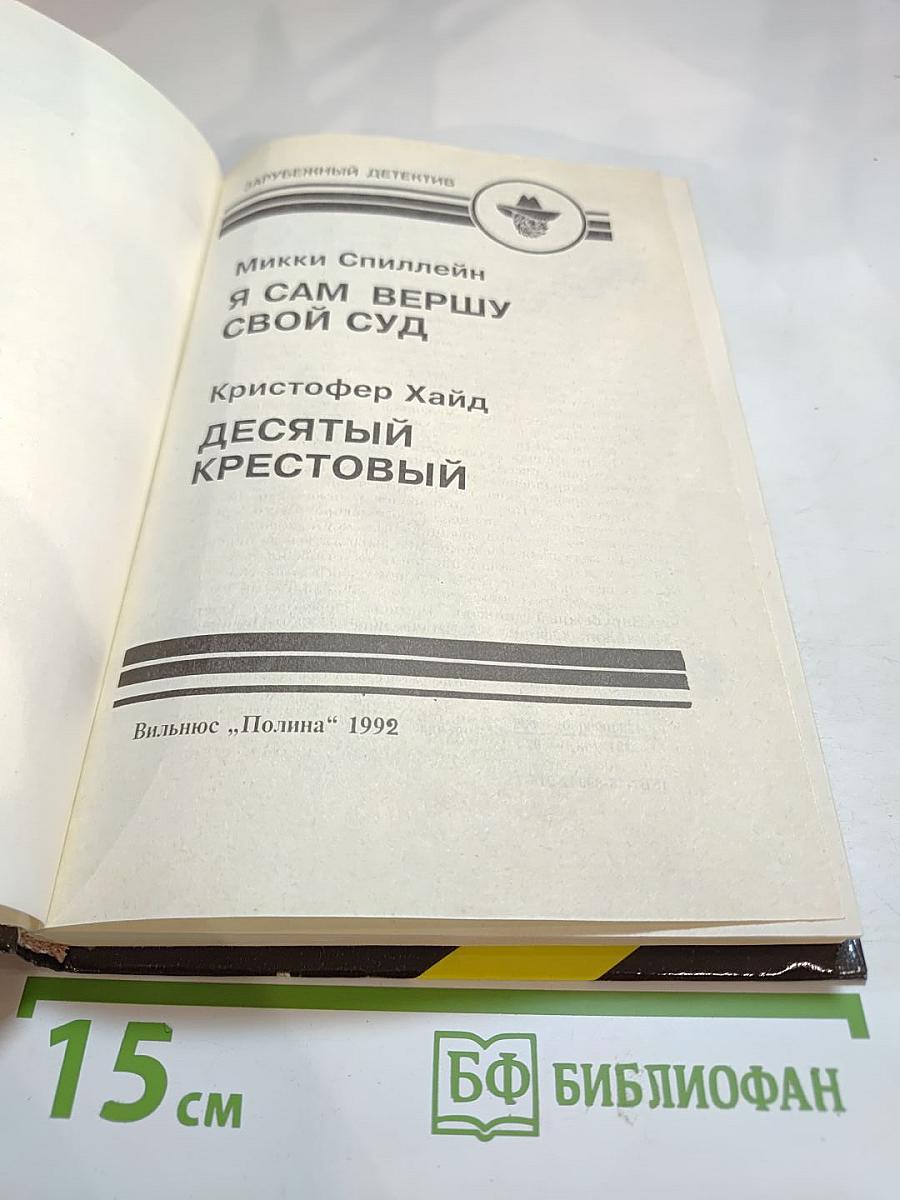 ЗАРУБЕЖНЫЙ ДЕТЕКТИВ
Микки Спиллейн
Я САМ ВЕРШУ
СВОЙ СУД
Кристофер Хайд
ДЕСЯТЫЙ
КРЕСТОВЫЙ
Вильнюс „Полина“ 1992
15 см
БФ БИБЛИОФАН